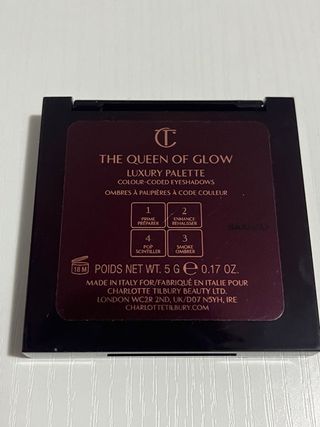 CT
THE QUEEN OF GLOW
LUXURY PALETTE
COLOUR-CODED EYESHADOWS
OMBRES À PAUPIÈRES À CODE COULEUR
1 2
PRIME ENHANCE
PRÉPARER REHAUSSER
4 3
POP SMOKE
SCINTILLER OMBRER
18 M POIDS NET WT. 5 G e 0.17 OZ.
MADE IN ITALY FOR/FABRIQUÉ EN ITALIE POUR
CHARLOTTE TILBURY BEAUTY LTD.
LONDON WC2R 2ND, UK/D07 N5YH, IRE
CHARLOTTETILBURY.COM